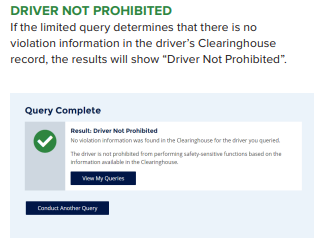 DRIVER NOT PROHIBITED
If the limited query determines that there is no
violation information in the driver's Clearinghouse
record, the results will show "Driver Not Prohibited".
Query Complete
Result: Driver Not Prohibited
No violation information was found in the Clearinghouse for the driver you queried.
The driver is not prohibited from performing safety-sensitive functions based on the
information available in the Clearinghouse.
View My Queries
Conduct Another Query